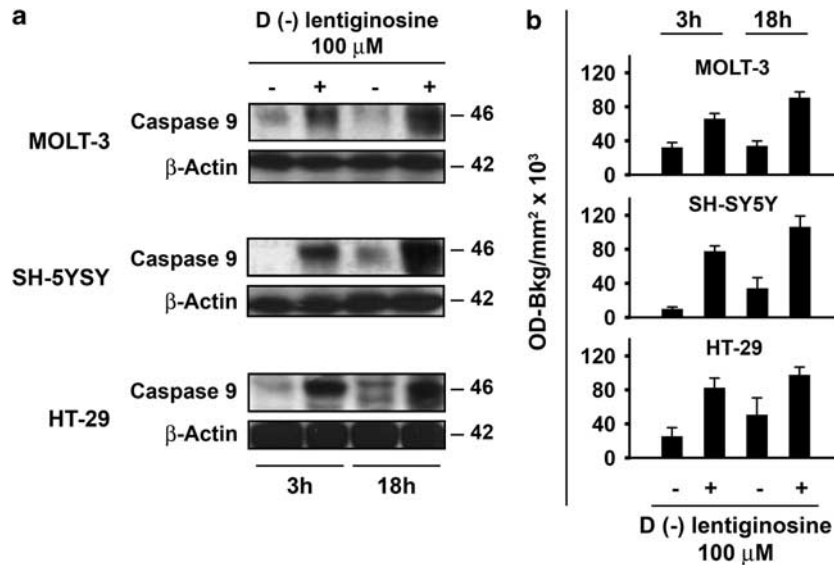 a
D (-) lentiginosine
100 μM
- + - +
MOLT-3
Caspase 9
46
β-Actin
42
SH-5YSY
Caspase 9
46
β-Actin
42
HT-29
Caspase 9
46
β-Actin
42
3h 18h
b
3h 18h
OD-Bkg/mm² x 10³
MOLT-3
120
80
40
0
SH-SY5Y
120
80
40
0
HT-29
120
80
40
0
- + - +
D (-) lentiginosine
100 μM